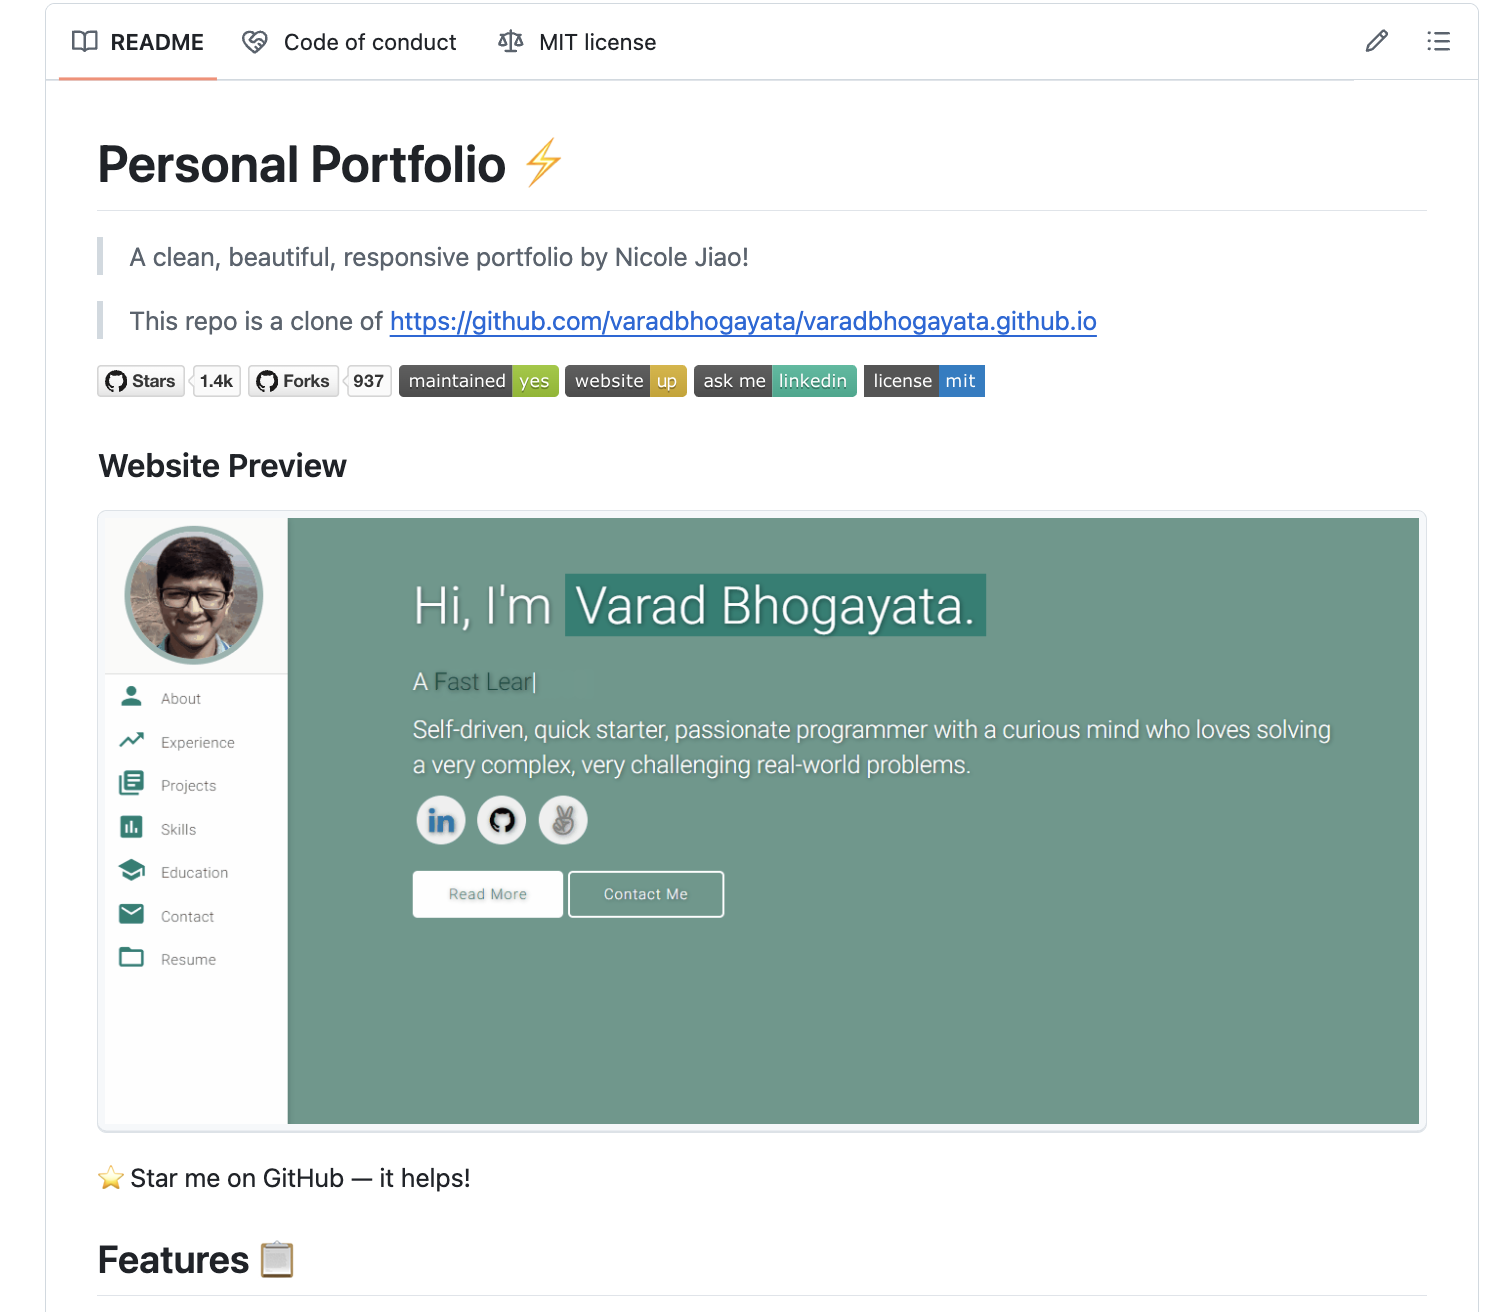 README Code of conduct MIT license
Personal Portfolio ⚡
A clean, beautiful, responsive portfolio by Nicole Jiao!
This repo is a clone of https://github.com/varadbhogayata/varadbhogayata.github.io
Stars 1.4k Forks 937 maintained yes website up ask me linkedin license mit
Website Preview
Hi, I'm Varad Bhogayata.
A Fast Lear|
Self-driven, quick starter, passionate programmer with a curious mind who loves solving
a very complex, very challenging real-world problems.
in
Read More Contact Me
About
Experience
Projects
Skills
Education
Contact
Resume
⭐ Star me on GitHub — it helps!
Features 📋